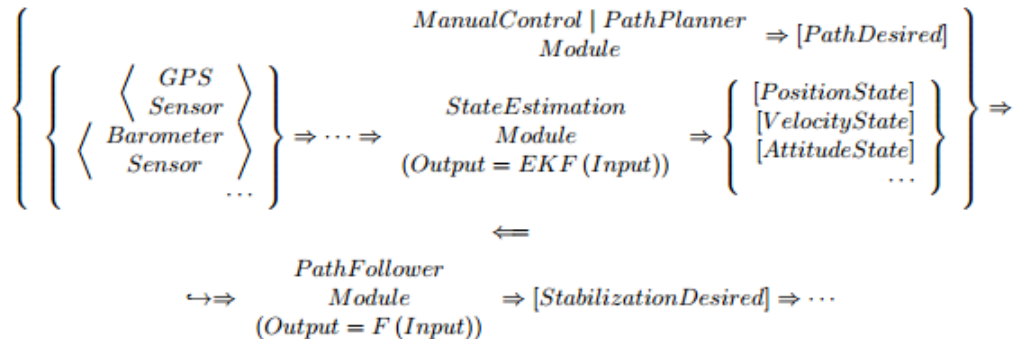 ManualControl | PathPlanner
Module
⇒ [PathDesired]
⟨ GPS
Sensor ⟩
⟨ Barometer
Sensor ⟩
...
⇒ ··· ⇒
StateEstimation
Module
(Output = EKF (Input))
⇒
[PositionState]
[VelocityState]
[AttitudeState]
...
⇒
⟸
↪⇒
PathFollower
Module
(Output = F (Input))
⇒ [StabilizationDesired] ⇒ ···